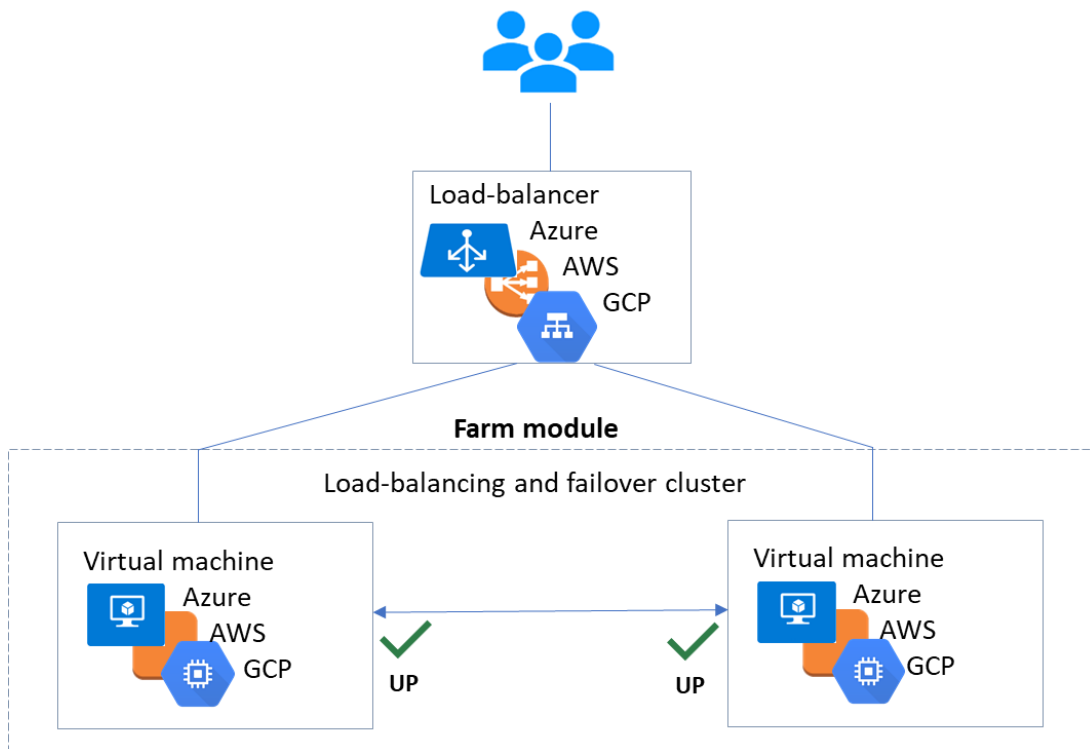 Load-balancer
Azure
AWS
GCP
Farm module
Load-balancing and failover cluster
Virtual machine
Azure
AWS
GCP
UP
Virtual machine
Azure
AWS
GCP
UP